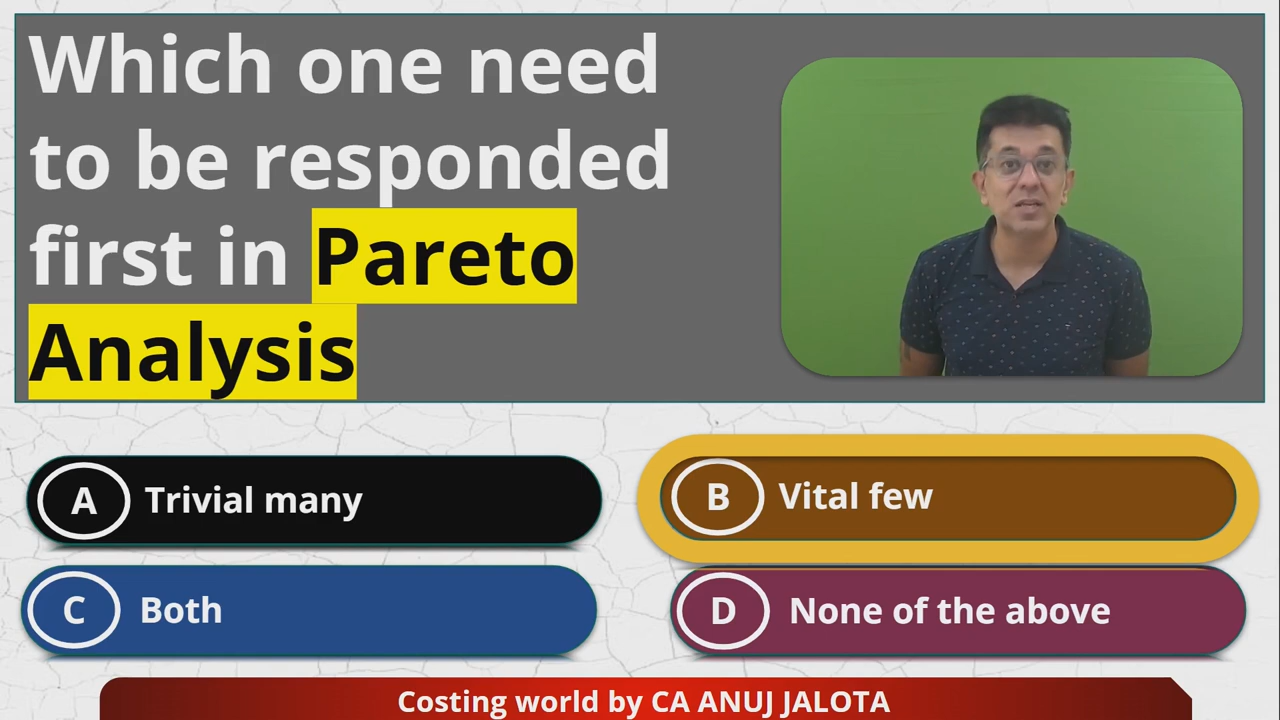 Which one need
to be responded
first in Pareto
Analysis
A Trivial many
B Vital few
C Both
D None of the above
Costing world by CA ANUJ JALOTA